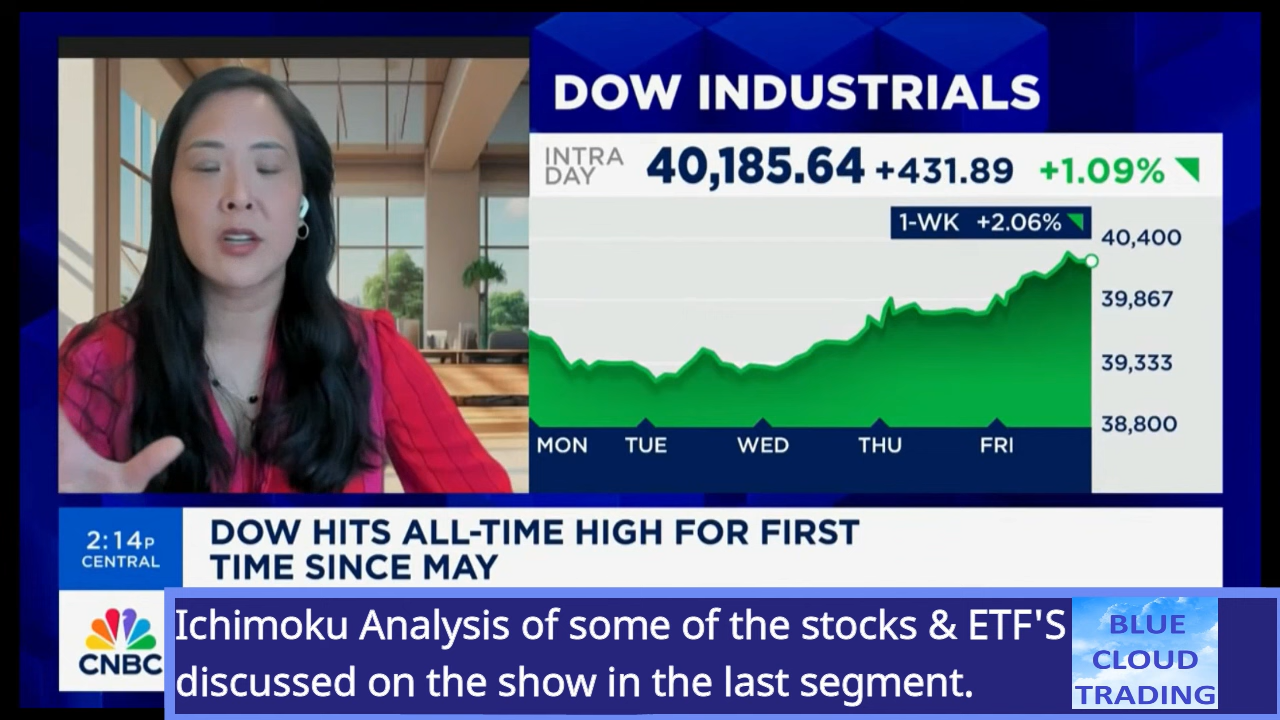 DOW INDUSTRIALS
INTRA DAY 40,185.64 +431.89 +1.09%
1-WK +2.06%
40,400
39,867
39,333
38,800
MON TUE WED THU FRI
2:14P
CENTRAL
DOW HITS ALL-TIME HIGH FOR FIRST
TIME SINCE MAY
CNBC
Ichimoku Analysis of some of the stocks & ETF'S
discussed on the show in the last segment.
BLUE
CLOUD
TRADING